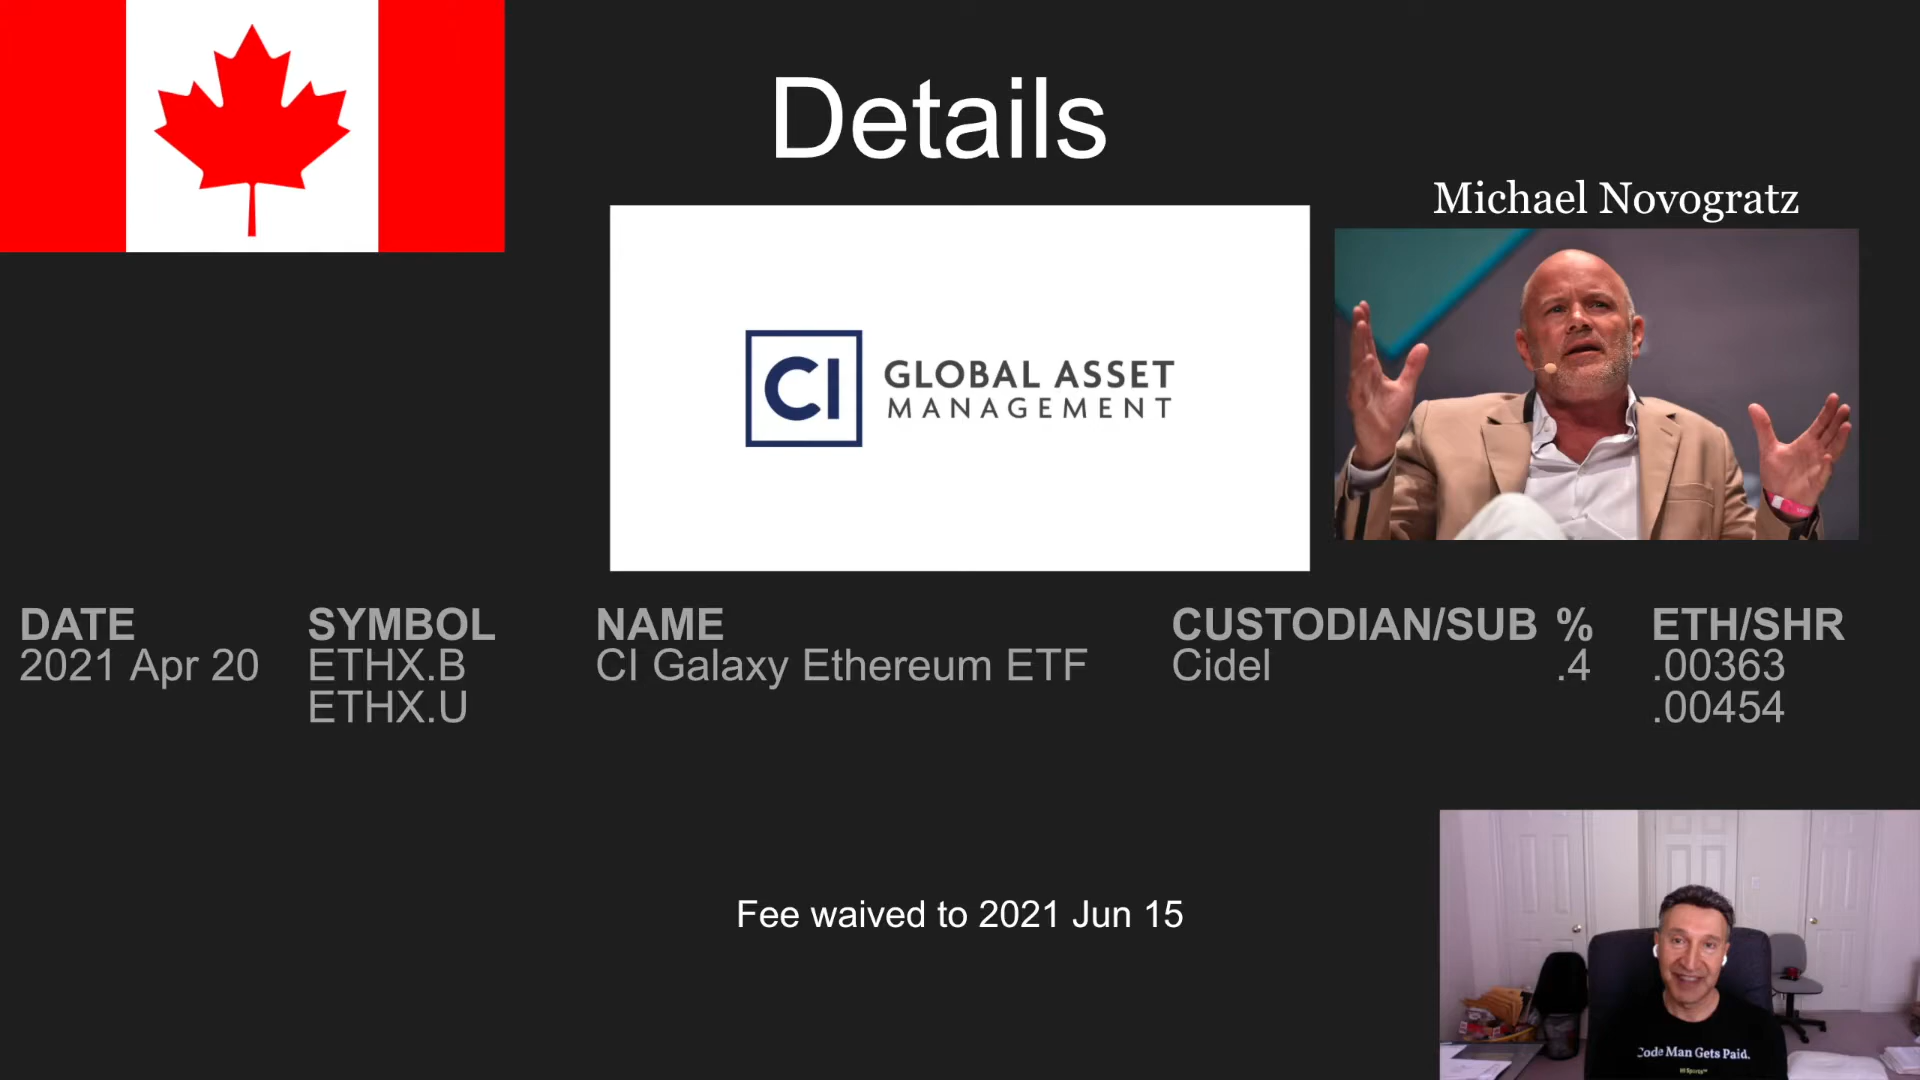 Details
Michael Novogratz
CI GLOBAL ASSET
MANAGEMENT
DATE SYMBOL NAME CUSTODIAN/SUB % ETH/SHR
2021 Apr 20 ETHX.B CI Galaxy Ethereum ETF Cidel .4 .00363
ETHX.U .00454
Fee waived to 2021 Jun 15
Code Man Gets Paid.